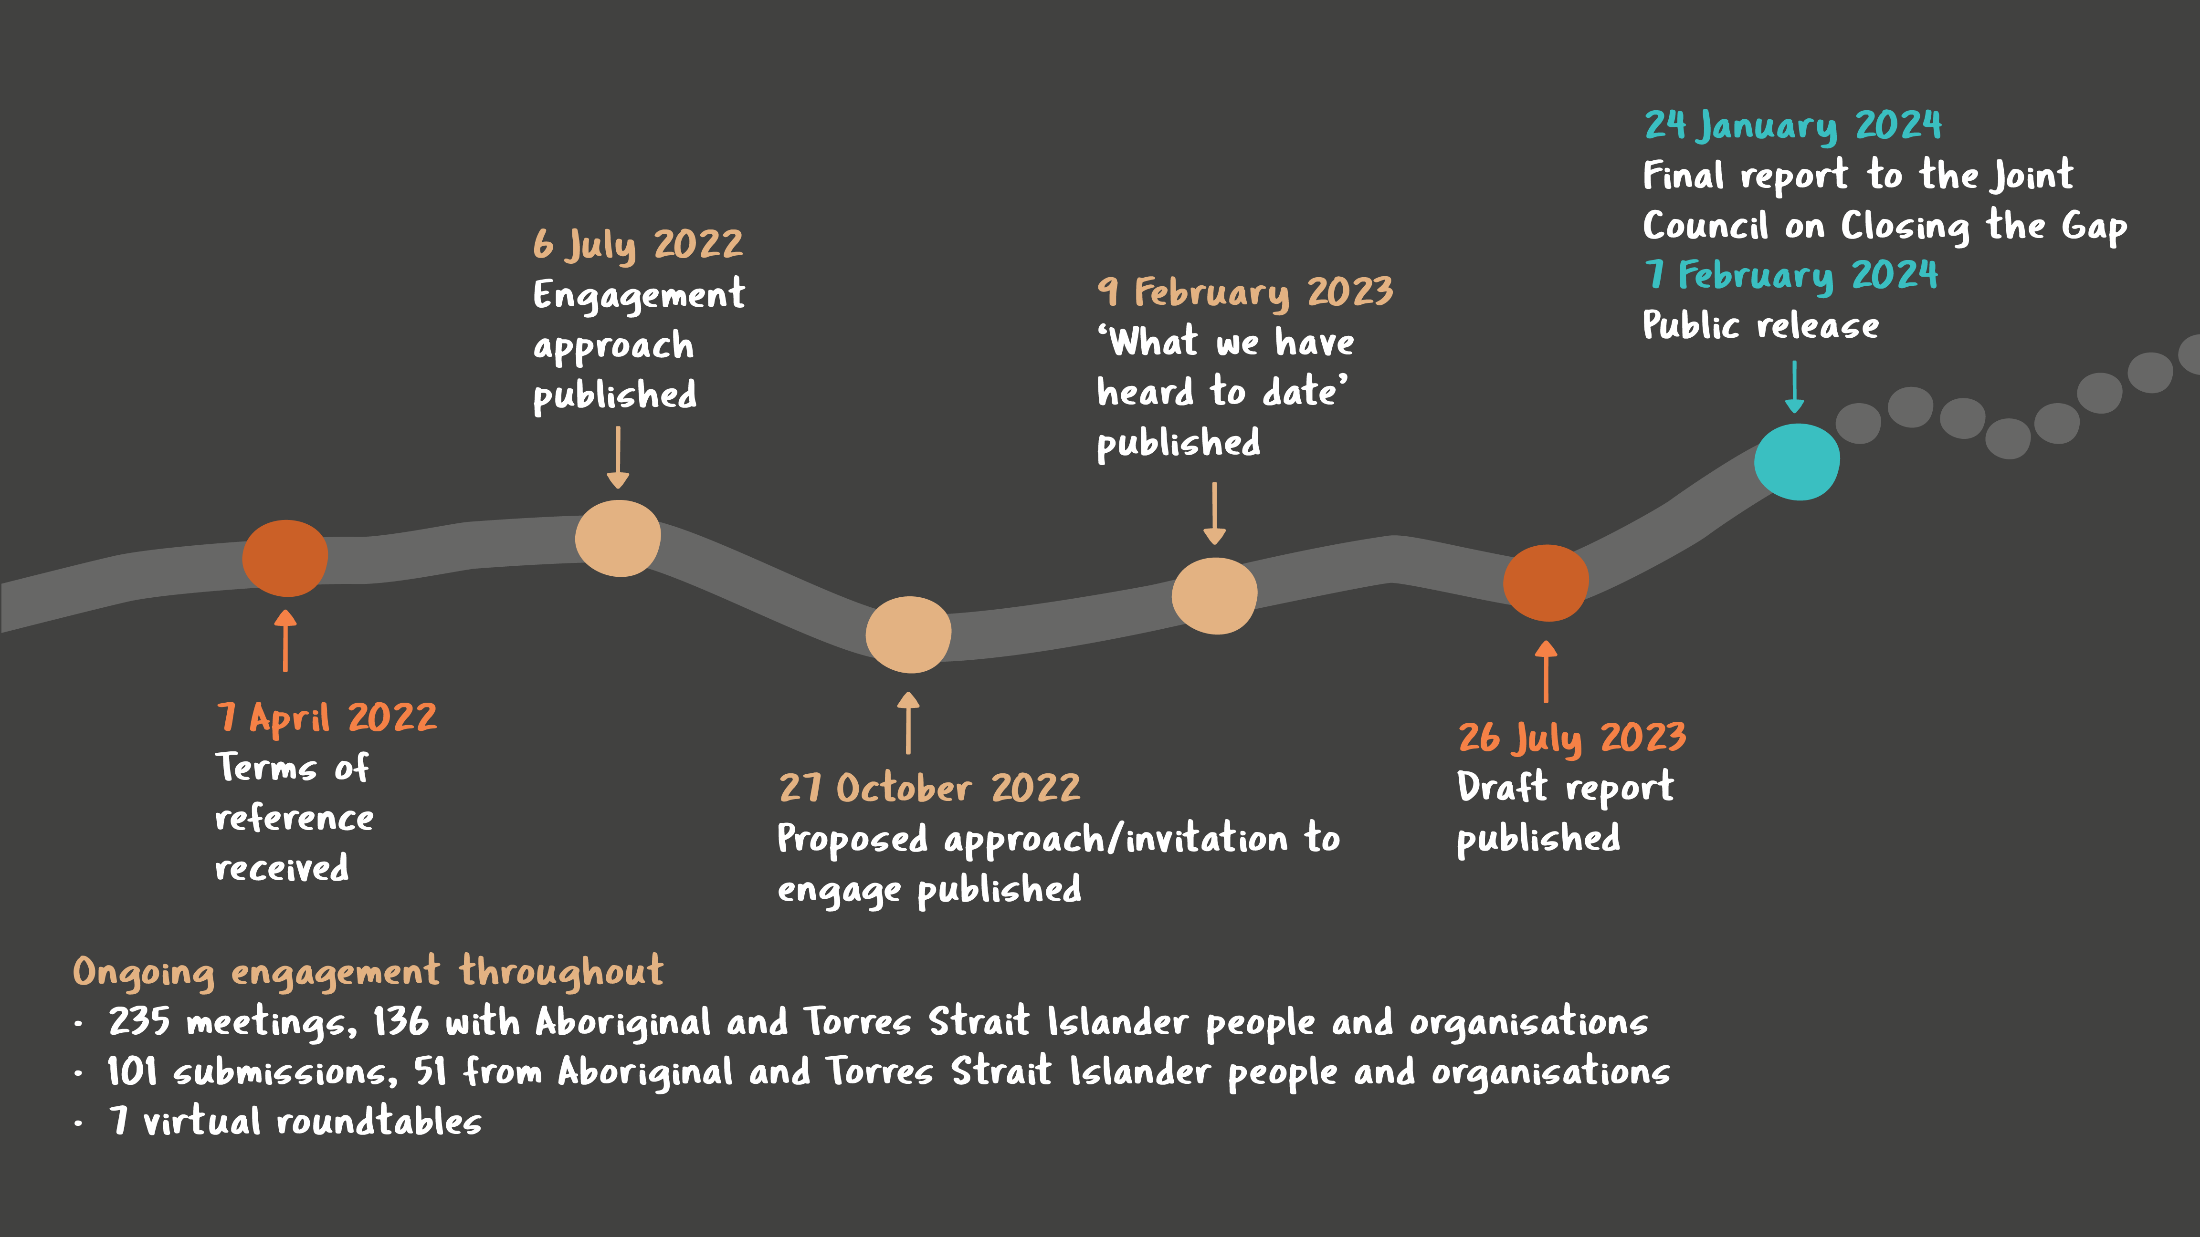 7 April 2022
Terms of
reference
received
6 July 2022
Engagement
approach
published
27 October 2022
Proposed approach/invitation to
engage published
9 February 2023
‘What we have
heard to date’
published
26 July 2023
Draft report
published
24 January 2024
Final report to the Joint
Council on Closing the Gap
7 February 2024
Public release
Ongoing engagement throughout
· 235 meetings, 136 with Aboriginal and Torres Strait Islander people and organisations
· 101 submissions, 51 from Aboriginal and Torres Strait Islander people and organisations
· 7 virtual roundtables